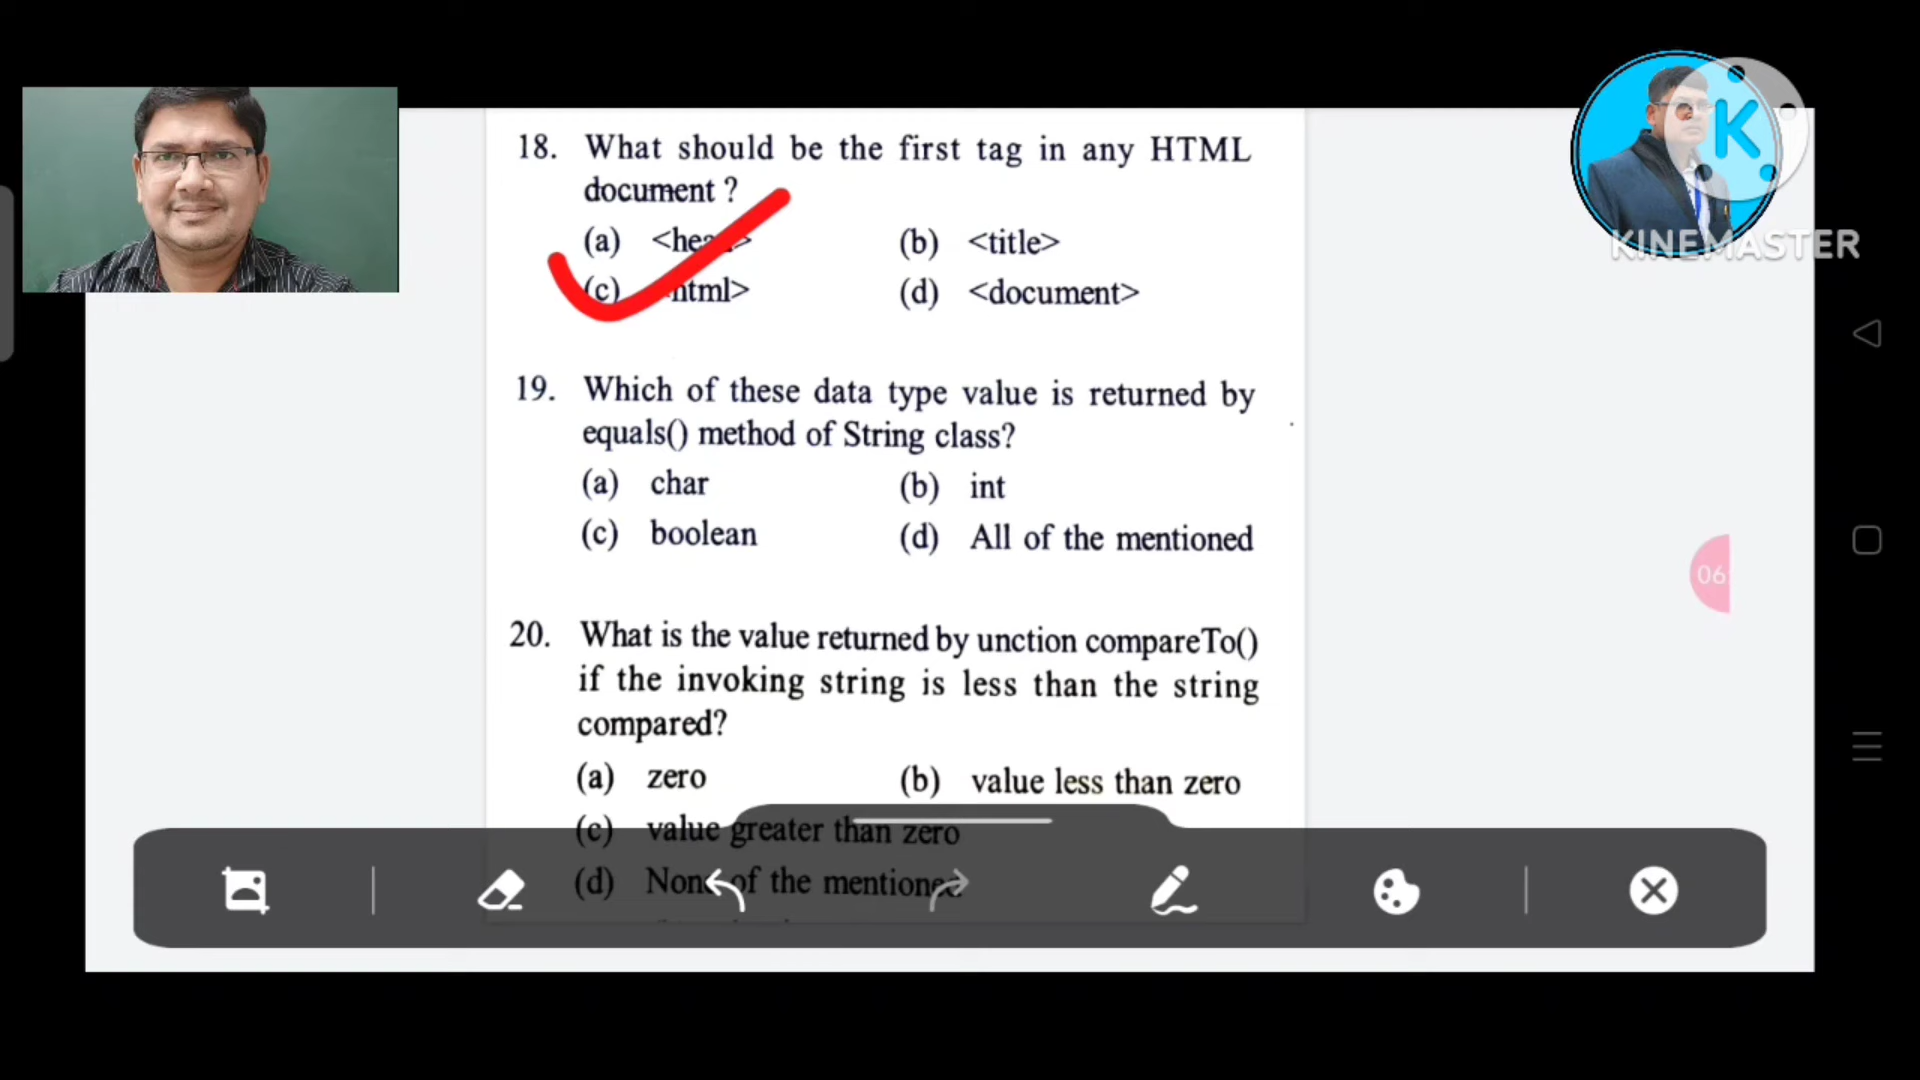 18. What should be the first tag in any HTML
document ?
(a) (b) <title>
(c) html> (d) <document>
19. Which of these data type value is returned by
equals() method of String class?
(a) char (b) int
(c) boolean (d) All of the mentioned
20. What is the value returned by unction compareTo()
if the invoking string is less than the string
compared?
(a) zero (b) value less than zero
(c) value greater than zero
(d) None of the mentioned
K
KINEMASTER
06